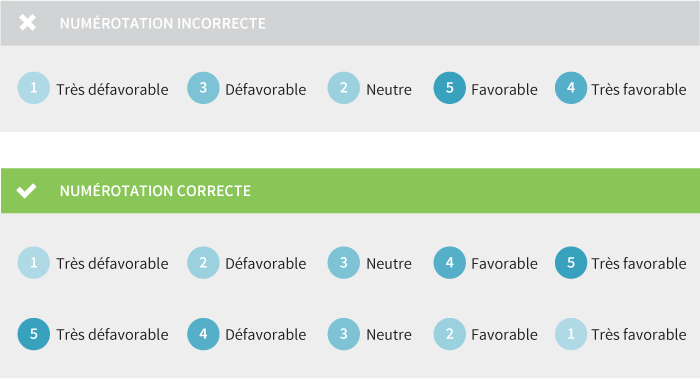 NUMÉROTATION INCORRECTE
1 Très défavorable 3 Défavorable 2 Neutre 5 Favorable 4 Très favorable
NUMÉROTATION CORRECTE
1 Très défavorable 2 Défavorable 3 Neutre 4 Favorable 5 Très favorable
5 Très défavorable 4 Défavorable 3 Neutre 2 Favorable 1 Très favorable